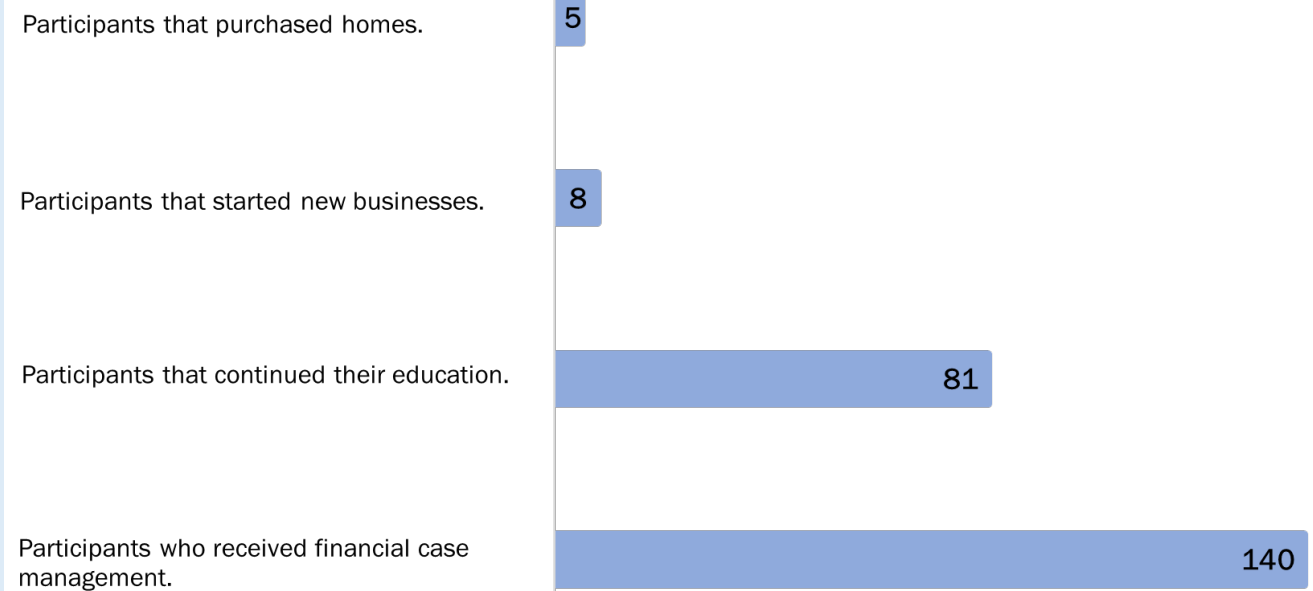 Participants that purchased homes.
5
Participants that started new businesses.
8
Participants that continued their education.
81
Participants who received financial case
management.
140